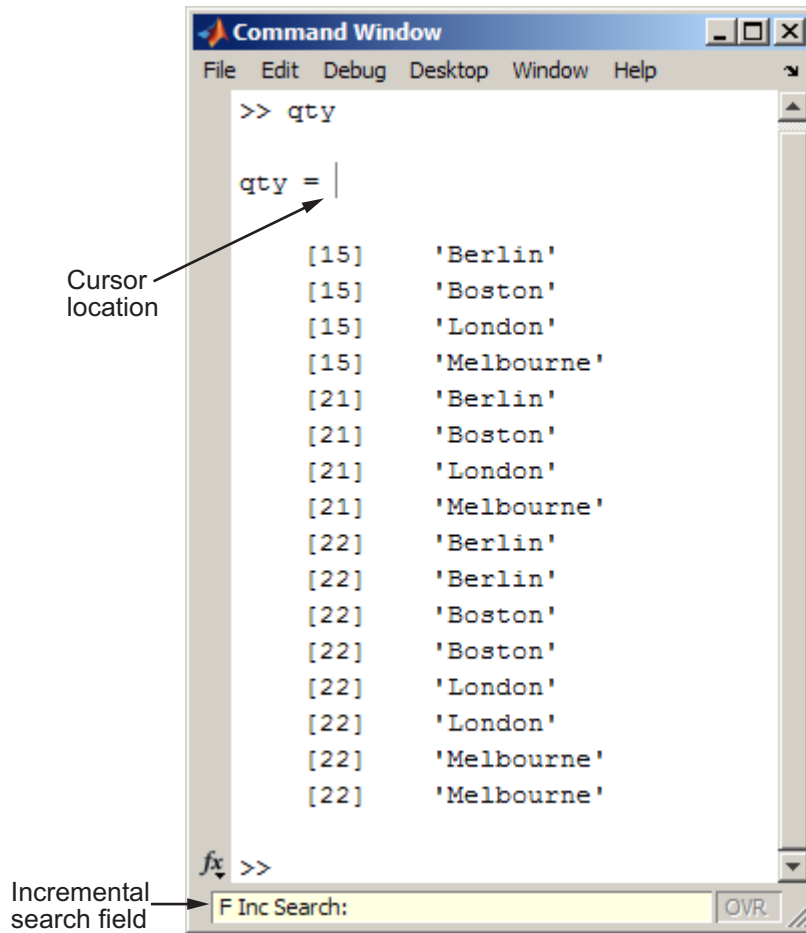 Command Window
File Edit Debug Desktop Window Help
>> qty
qty =
Cursor
location
[15] 'Berlin'
[15] 'Boston'
[15] 'London'
[15] 'Melbourne'
[21] 'Berlin'
[21] 'Boston'
[21] 'London'
[21] 'Melbourne'
[22] 'Berlin'
[22] 'Berlin'
[22] 'Boston'
[22] 'Boston'
[22] 'London'
[22] 'London'
[22] 'Melbourne'
[22] 'Melbourne'
fx >>
Incremental
search field
F Inc Search:
OVR